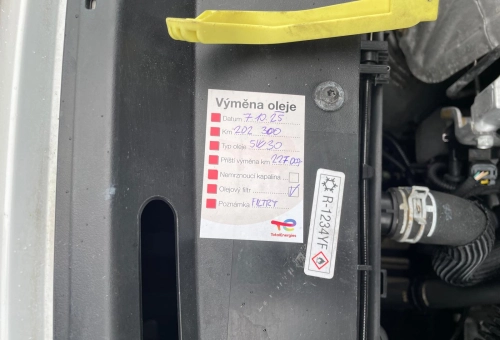 Výměna oleje
Datum 7.10.25
Km 202 300
Typ oleje 5W30
Příští výměna km 227.000
Nemrznoucí kapalina
Olejový filtr
Poznámka FILTRY
TotalEnergies
R-1234YF